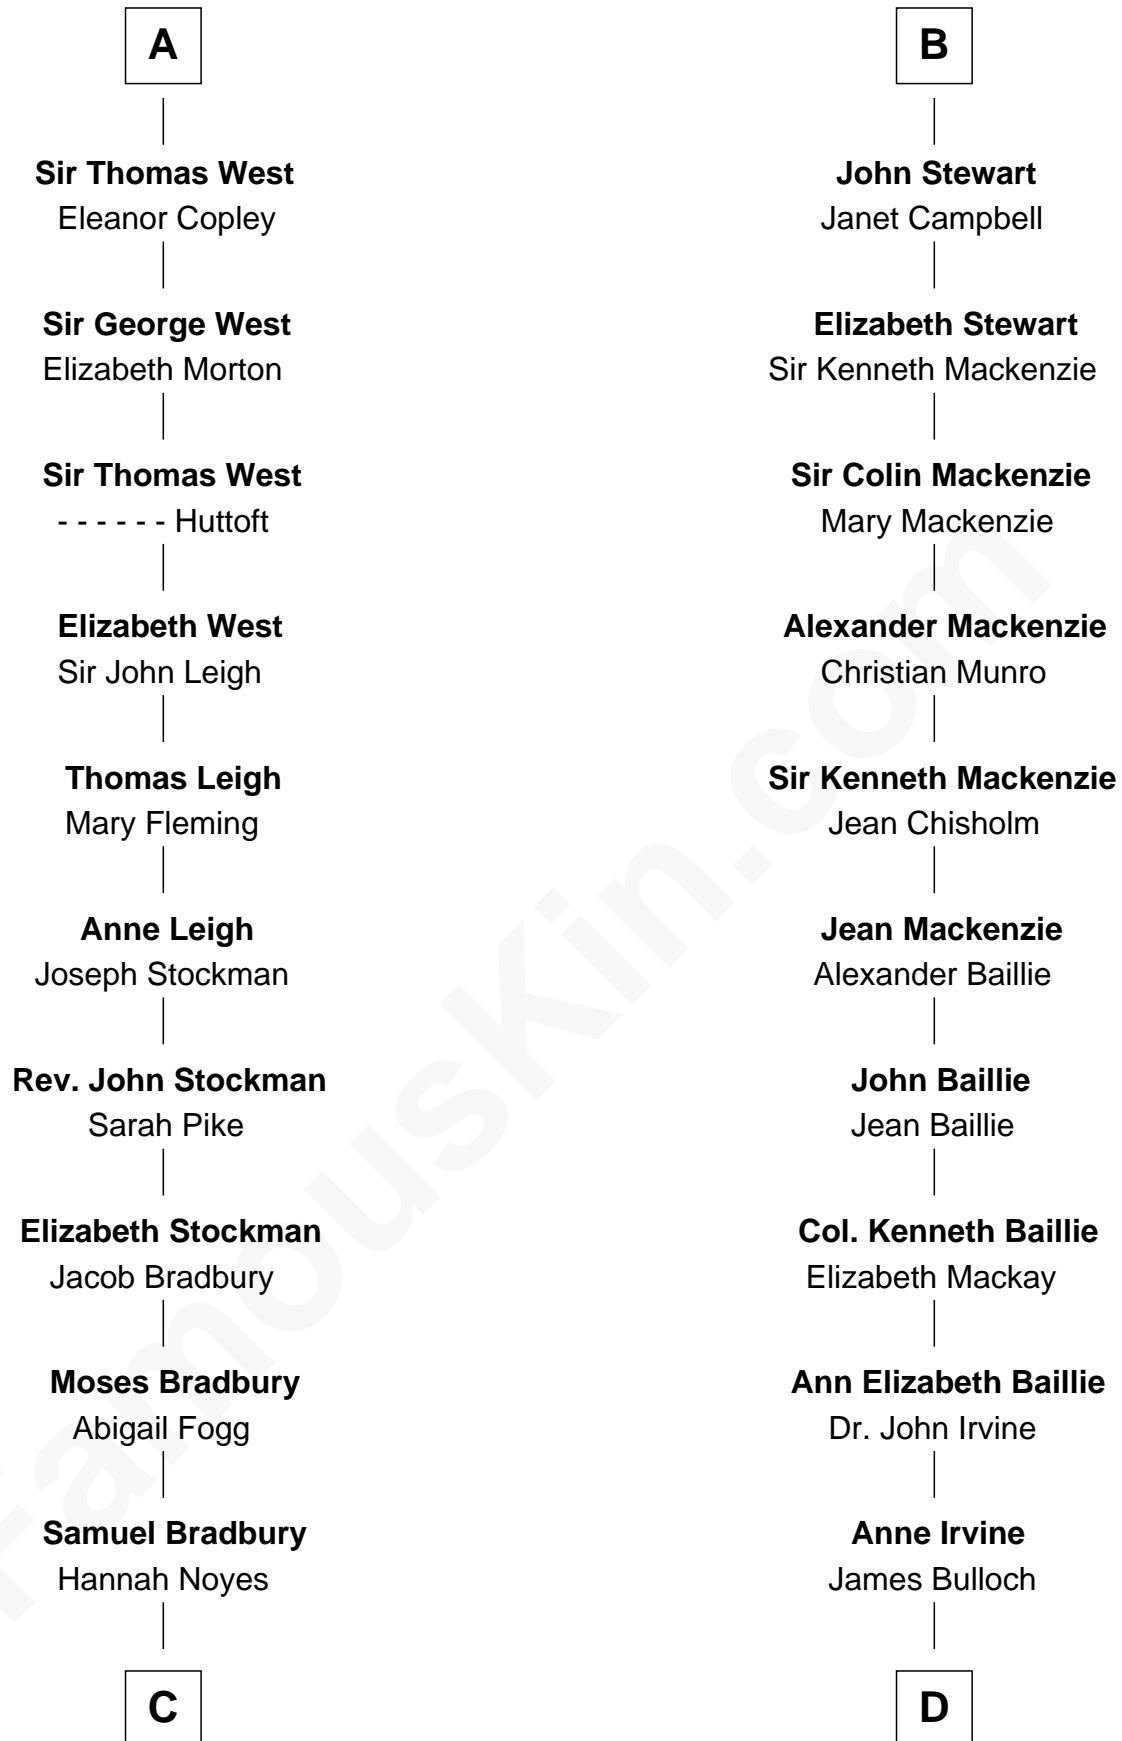 A
Sir Thomas West
Eleanor Copley
Sir George West
Elizabeth Morton
Sir Thomas West
- - - - - - Huttoft
Elizabeth West
Sir John Leigh
Thomas Leigh
Mary Fleming
Anne Leigh
Joseph Stockman
Rev. John Stockman
Sarah Pike
Elizabeth Stockman
Jacob Bradbury
Moses Bradbury
Abigail Fogg
Samuel Bradbury
Hannah Noyes
C
B
John Stewart
Janet Campbell
Elizabeth Stewart
Sir Kenneth Mackenzie
Sir Colin Mackenzie
Mary Mackenzie
Alexander Mackenzie
Christian Munro
Sir Kenneth Mackenzie
Jean Chisholm
Jean Mackenzie
Alexander Baillie
John Baillie
Jean Baillie
Col. Kenneth Baillie
Elizabeth Mackay
Ann Elizabeth Baillie
Dr. John Irvine
Anne Irvine
James Bulloch
D
FamousKin.com